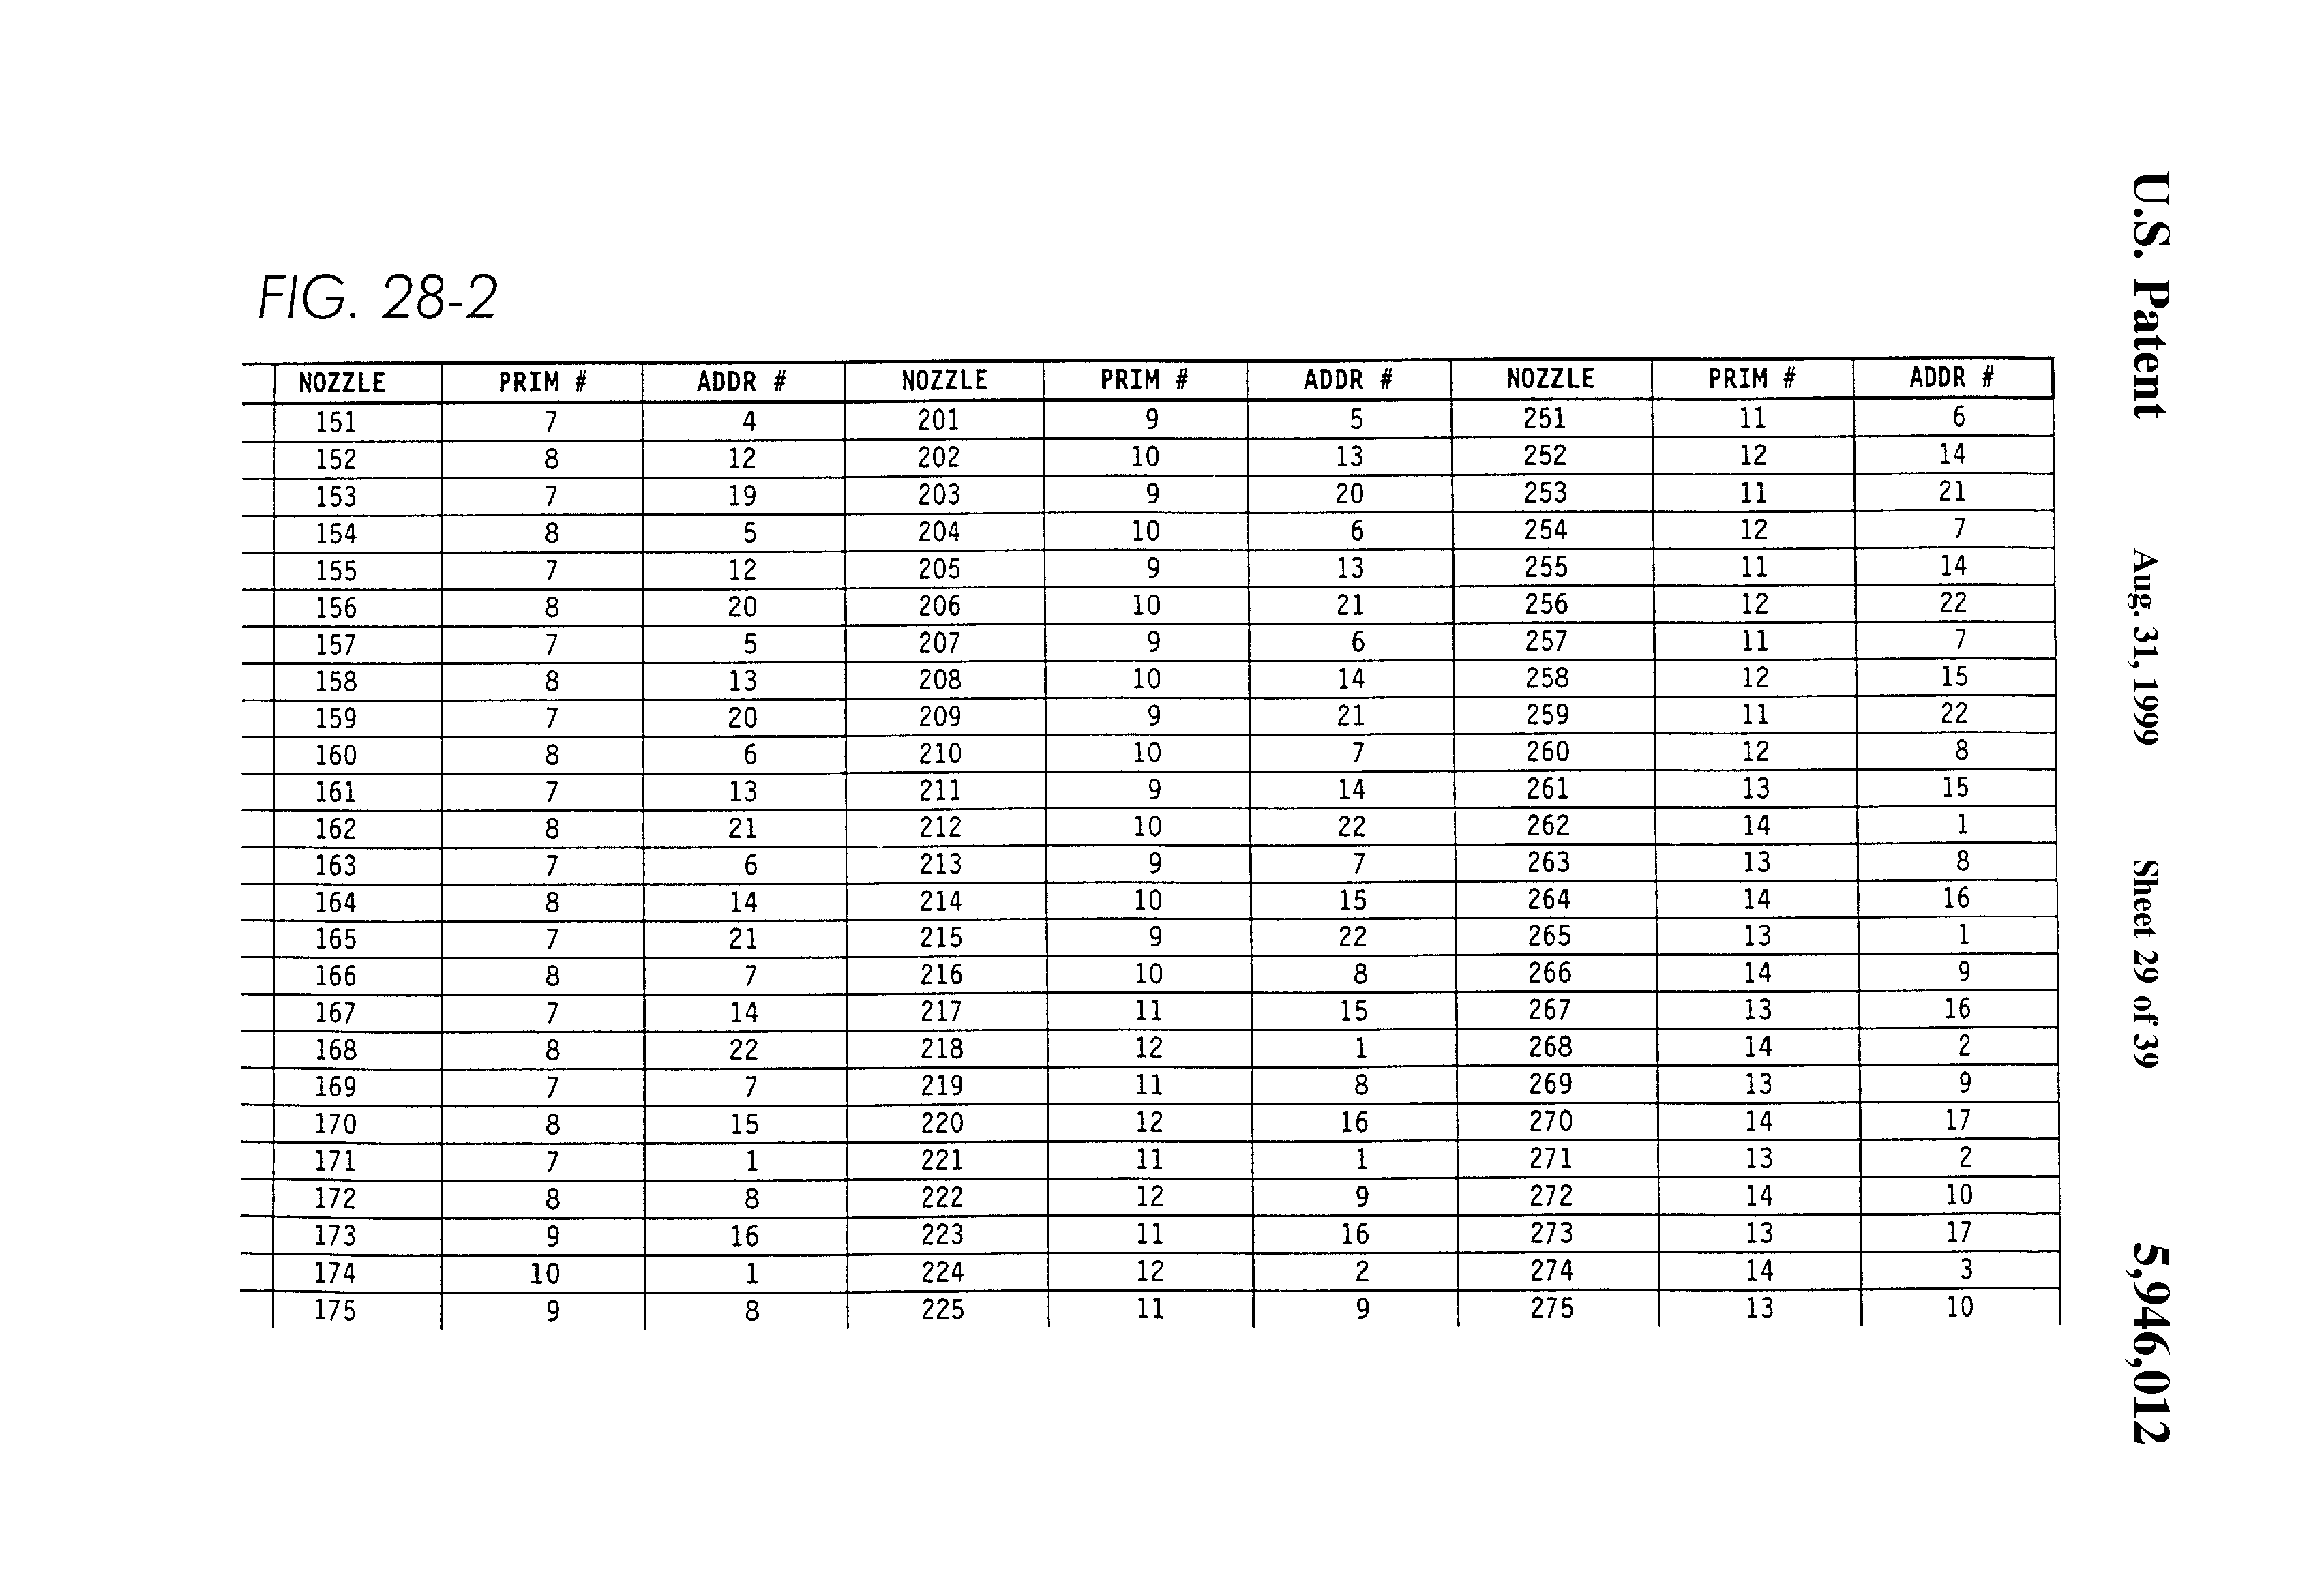 U.S. Patent Aug. 31, 1999 Sheet 29 of 39 5,946,012
FIG. 28-2
NOZZLE PRIM # ADDR # NOZZLE PRIM # ADDR # NOZZLE PRIM # ADDR #
151 7 4 201 9 5 251 11 6
152 8 12 202 10 13 252 12 14
153 7 19 203 9 20 253 11 21
154 8 5 204 10 6 254 12 7
155 7 12 205 9 13 255 11 14
156 8 20 206 10 21 256 12 22
157 7 5 207 9 6 257 11 7
158 8 13 208 10 14 258 12 15
159 7 20 209 9 21 259 11 22
160 8 6 210 10 7 260 12 8
161 7 13 211 9 14 261 13 15
162 8 21 212 10 22 262 14 1
163 7 6 213 9 7 263 13 8
164 8 14 214 10 15 264 14 16
165 7 21 215 9 22 265 13 1
166 8 7 216 10 8 266 14 9
167 7 14 217 11 15 267 13 16
168 8 22 218 12 1 268 14 2
169 7 7 219 11 8 269 13 9
170 8 15 220 12 16 270 14 17
171 7 1 221 11 1 271 13 2
172 8 8 222 12 9 272 14 10
173 9 16 223 11 16 273 13 17
174 10 1 224 12 2 274 14 3
175 9 8 225 11 9 275 13 10